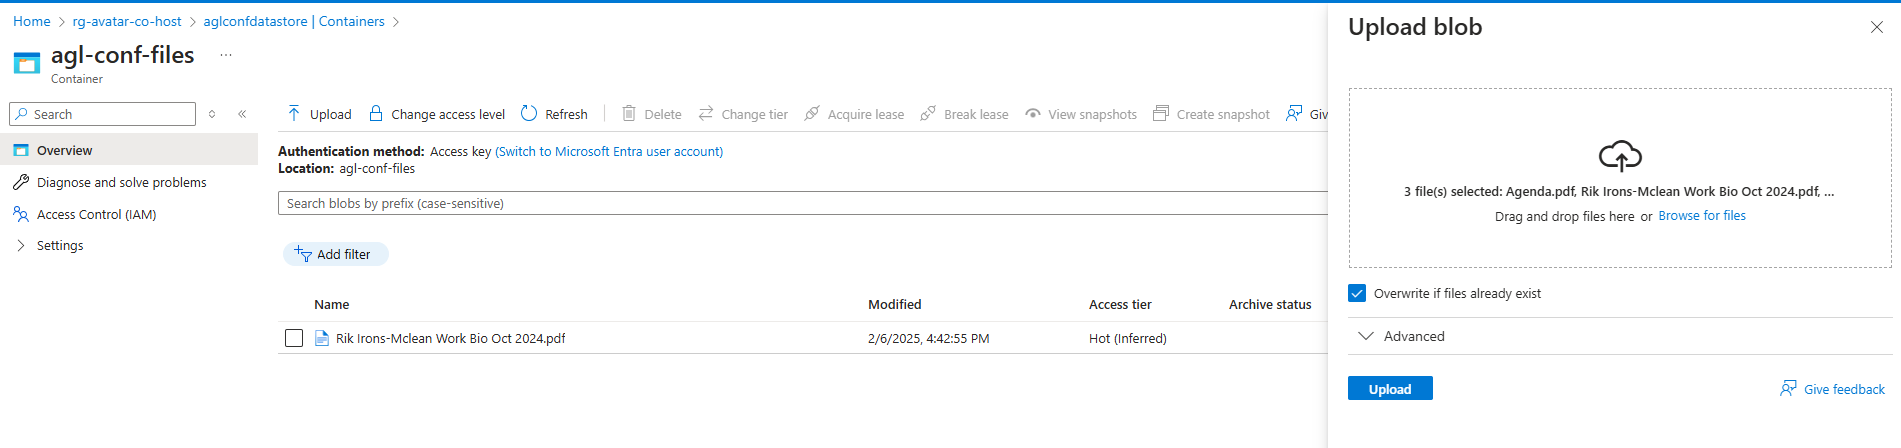 Home > rg-avatar-co-host > aglconfdatastore | Containers >
agl-conf-files ...
Container
Search
Overview
Diagnose and solve problems
Access Control (IAM)
Settings
Upload Change access level Refresh Delete Change tier Acquire lease Break lease View snapshots Create snapshot Giv
Authentication method: Access key (Switch to Microsoft Entra user account)
Location: agl-conf-files
Search blobs by prefix (case-sensitive)
Add filter
Name Modified Access tier Archive status
Rik Irons-Mclean Work Bio Oct 2024.pdf 2/6/2025, 4:42:55 PM Hot (Inferred)
Upload blob
3 file(s) selected: Agenda.pdf, Rik Irons-Mclean Work Bio Oct 2024.pdf, ...
Drag and drop files here or Browse for files
Overwrite if files already exist
Advanced
Upload
Give feedback